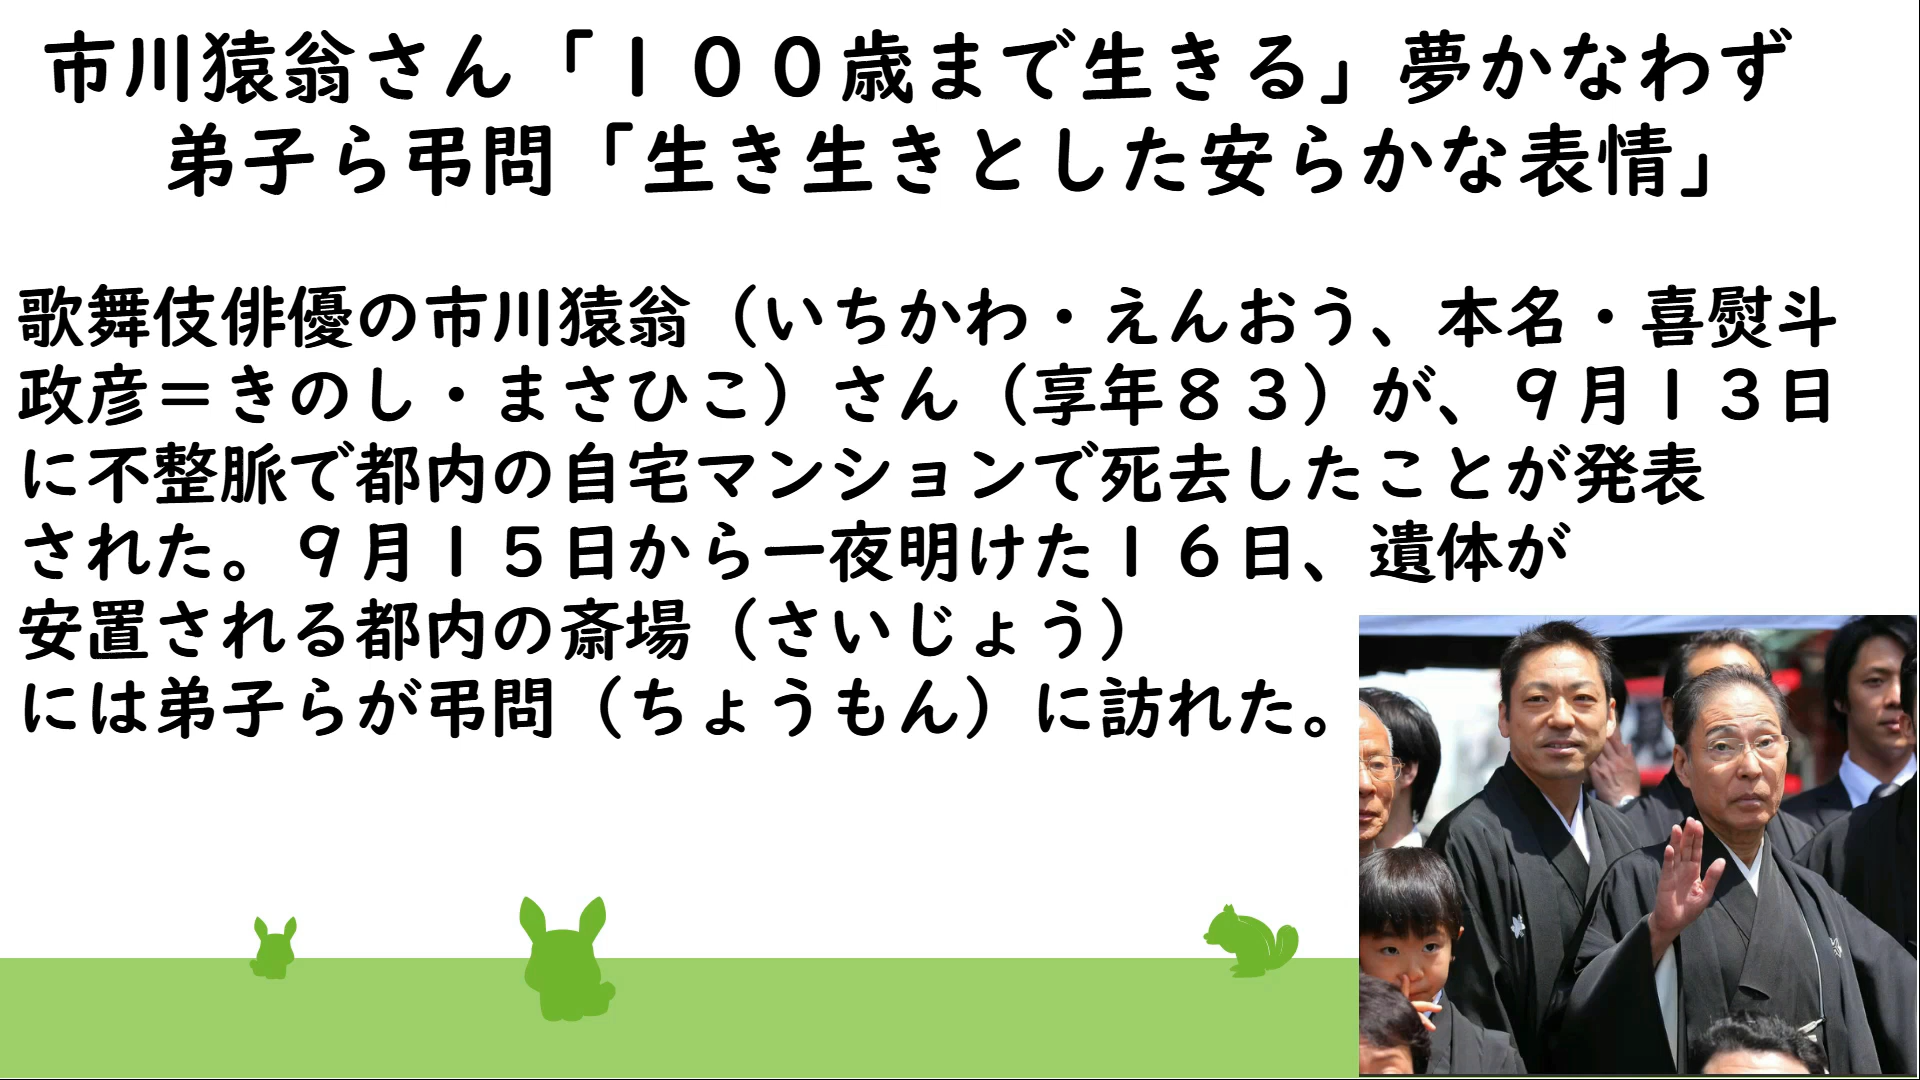 市川猿翁さん「１００歳まで生きる」夢かなわず
弟子ら弔問「生き生きとした安らかな表情」
歌舞伎俳優の市川猿翁（いちかわ・えんおう、本名・喜熨斗
政彦＝きのし・まさひこ）さん（享年８３）が、９月１３日
に不整脈で都内の自宅マンションで死去したことが発表
された。９月１５日から一夜明けた１６日、遺体が
安置される都内の斎場（さいじょう）
には弟子らが弔問（ちょうもん）に訪れた。